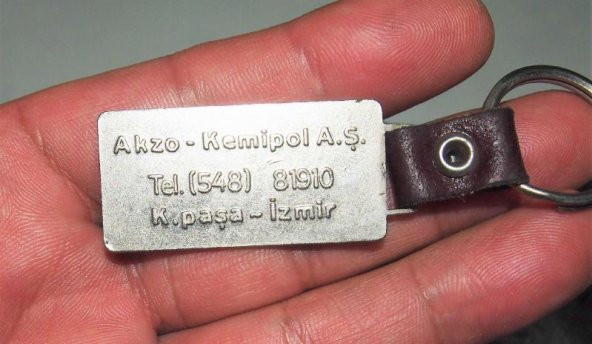 Akzo - Kemipol A.Ş.
Tel.(548) 81910
K.paşa - İzmir